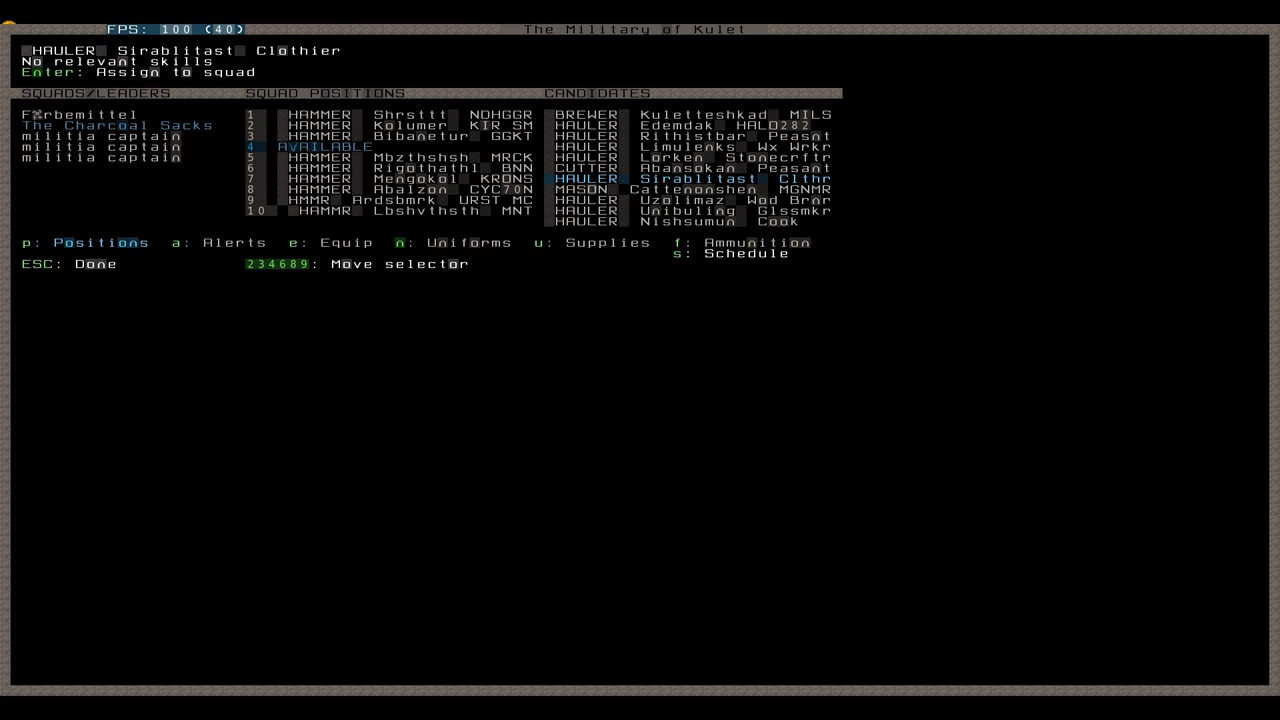 FPS: 100 (40)
The Military of Kulet
HAULER Sirablitast Clothier
No relevant skills
Enter: Assign to squad
SQUADS/LEADERS SQUAD POSITIONS CANDIDATES
1 HAMMER Shrsttt NDHGGR BREWER Kuletteshkad MILS
The Charcoal Sacks 2 HAMMER Kolumer KIR SM HAULER Edemdak HALO282
militia captain 3 HAMMER Bibanetur GGKT HAULER Rithistbar Peasnt
militia captain 4 AVAILABLE HAULER Limulenks Wx Wrkr
militia captain 5 HAMMER Mbzthshsh MRCK HAULER Lorken Stonecrftr
6 HAMMER Rigothathl BNN CUTTER Abansokan Peasant
7 HAMMER Mengokol KRONS HAULER Sirablitast Clthr
8 HAMMER Abalzon CYC70N MASON Cattenonshen MGNMR
9 HMMR Ardsbmrk URST MC HAULER Uzolimaz Wod Brnr
10 HAMMR Lbshvthsth MNT HAULER Unibuling Glssmkr
HAULER Nishsumun Cook
p: Positions a: Alerts e: Equip n: Uniforms u: Supplies f: Ammunition
s: Schedule
ESC: Done 234689: Move selector